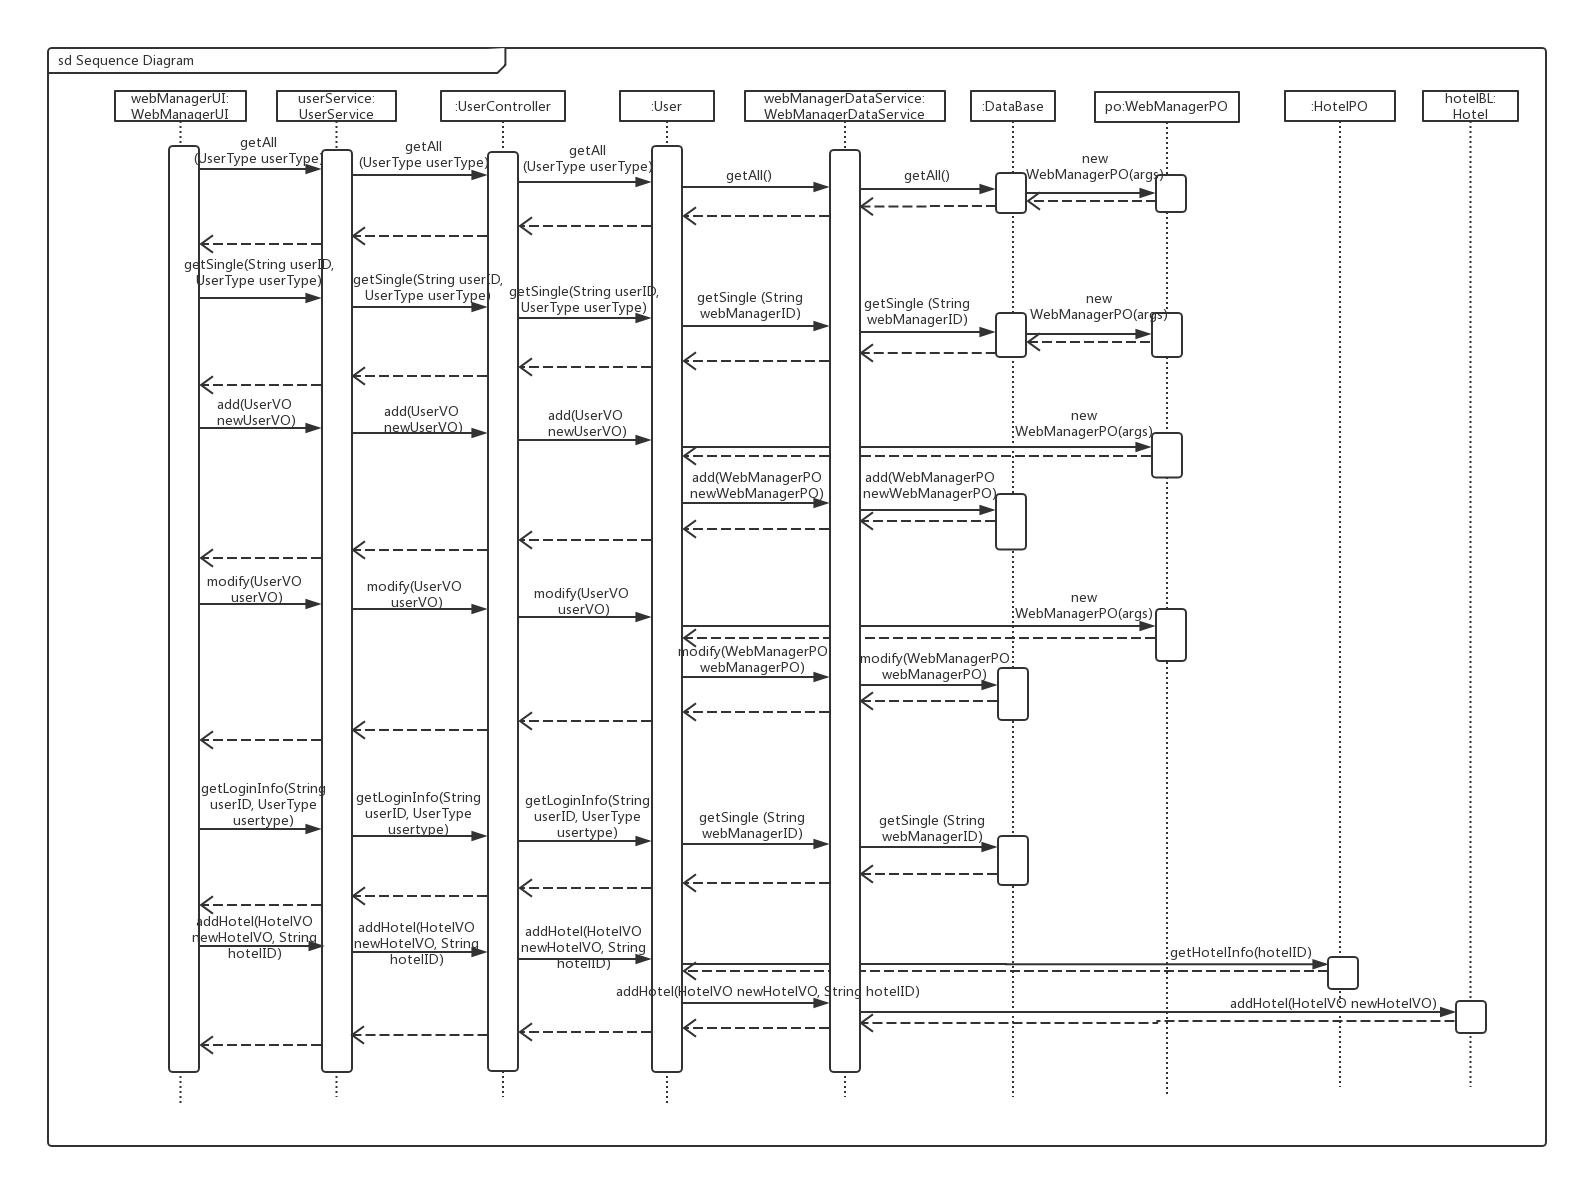 sd Sequence Diagram
webManagerUI:
WebManagerUI
userService:
UserService
:UserController
:User
webManagerDataService:
WebManagerDataService
:DataBase
po:WebManagerPO
:HotelPO
hotelBL:
Hotel
getAll
(UserType userType)
getAll
(UserType userType)
getAll
(UserType userType)
getAll()
getAll()
new
WebManagerPO(args)
getSingle(String userID,
UserType userType)
getSingle(String userID,
UserType userType)
getSingle(String userID,
UserType userType)
getSingle (String
webManagerID)
getSingle (String
webManagerID)
new
WebManagerPO(args)
add(UserVO
newUserVO)
add(UserVO
newUserVO)
add(UserVO
newUserVO)
new
WebManagerPO(args)
add(WebManagerPO
newWebManagerPO)
add(WebManagerPO
newWebManagerPO)
modify(UserVO
userVO)
modify(UserVO
userVO)
modify(UserVO
userVO)
new
WebManagerPO(args)
modify(WebManagerPO
webManagerPO)
modify(WebManagerPO
webManagerPO)
getLoginInfo(String
userID, UserType
usertype)
getLoginInfo(String
userID, UserType
usertype)
getLoginInfo(String
userID, UserType
usertype)
getSingle (String
webManagerID)
getSingle (String
webManagerID)
addHotel(HotelVO
newHotelVO, String
hotelID)
addHotel(HotelVO
newHotelVO, String
hotelID)
addHotel(HotelVO
newHotelVO, String
hotelID)
getHotelInfo(hotelID)
addHotel(HotelVO newHotelVO, String hotelID)
addHotel(HotelVO newHotelVO)